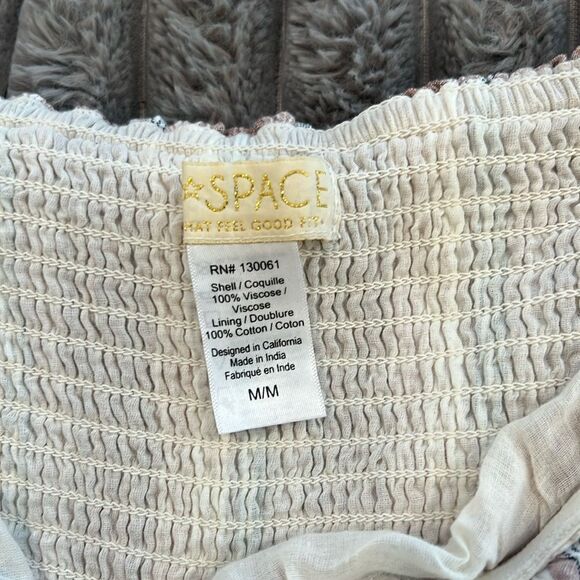 SPACE
FEEL GOOD
RN# 130061
Shell / Coquille
100% Viscose /
Viscose
Lining / Doublure
100% Cotton / Coton
Designed in California
Made in India
Fabriqué en Inde
M/M